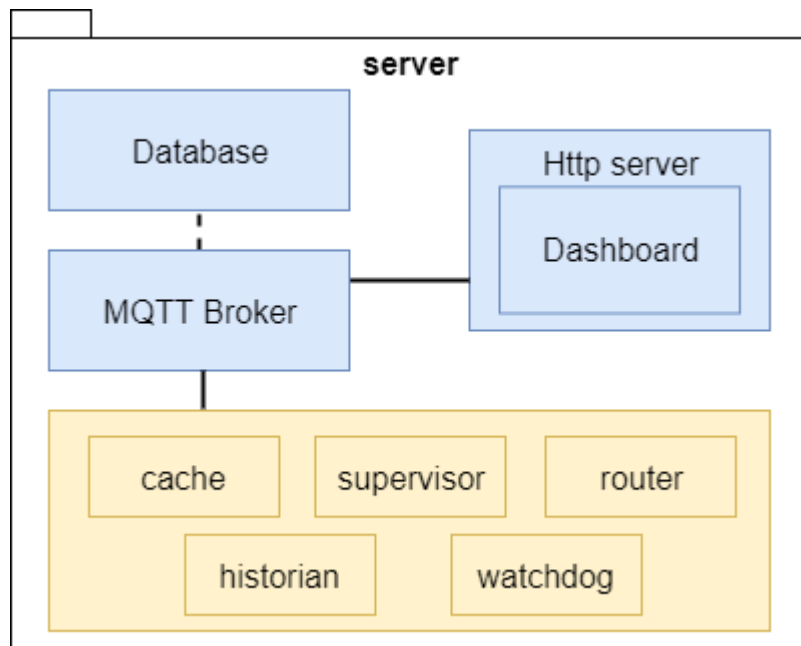 server
Database
Http server
Dashboard
MQTT Broker
cache
supervisor
router
historian
watchdog